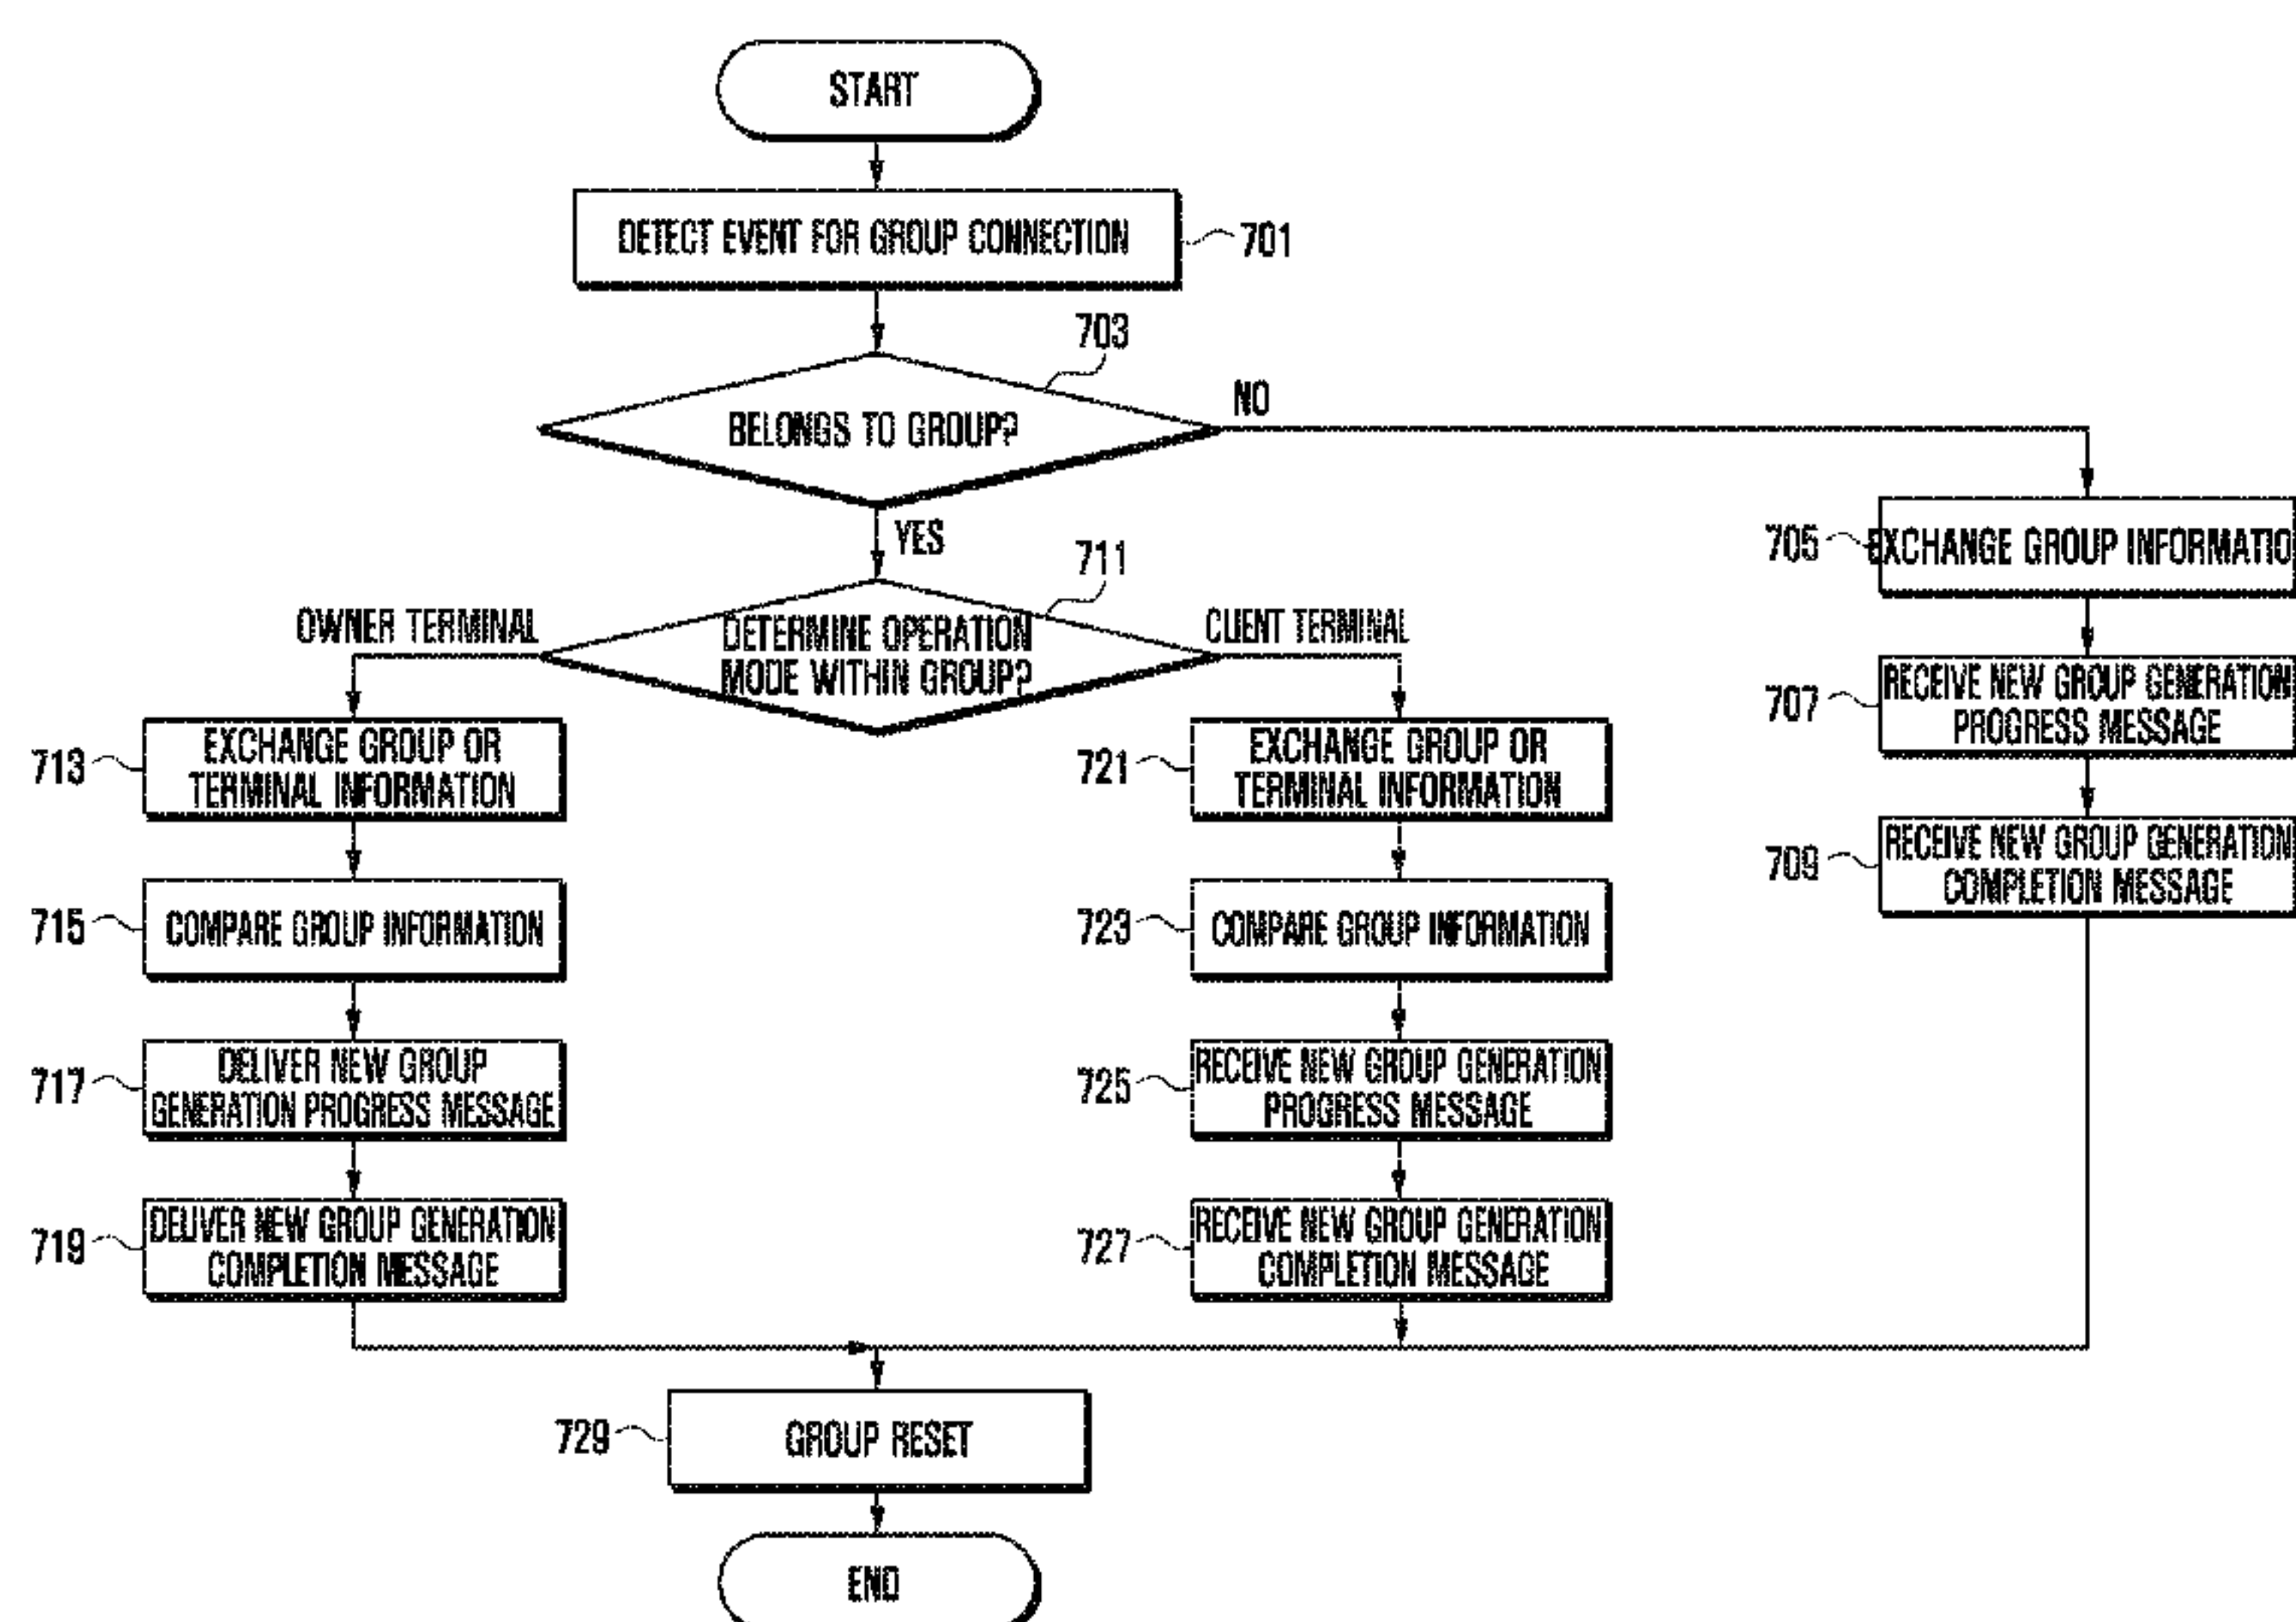 START
DETECT EVENT FOR GROUP CONNECTION
701
703
BELONGS TO GROUP?
NO
YES
705
EXCHANGE GROUP INFORMATIO
711
OWNER TERMINAL
DETERMINE OPERATION
MODE WITHIN GROUP?
CLIENT TERMINAL
707
RECEIVE NEW GROUP GENERATION
PROGRESS MESSAGE
709
RECEIVE NEW GROUP GENERATION
COMPLETION MESSAGE
713
EXCHANGE GROUP OR
TERMINAL INFORMATION
715
COMPARE GROUP INFORMATION
717
DELIVER NEW GROUP
GENERATION PROGRESS MESSAGE
719
DELIVER NEW GROUP GENERATION
COMPLETION MESSAGE
721
EXCHANGE GROUP OR
TERMINAL INFORMATION
723
COMPARE GROUP INFORMATION
725
RECEIVE NEW GROUP GENERATION
PROGRESS MESSAGE
727
RECEIVE NEW GROUP GENERATION
COMPLETION MESSAGE
729
GROUP RESET
END